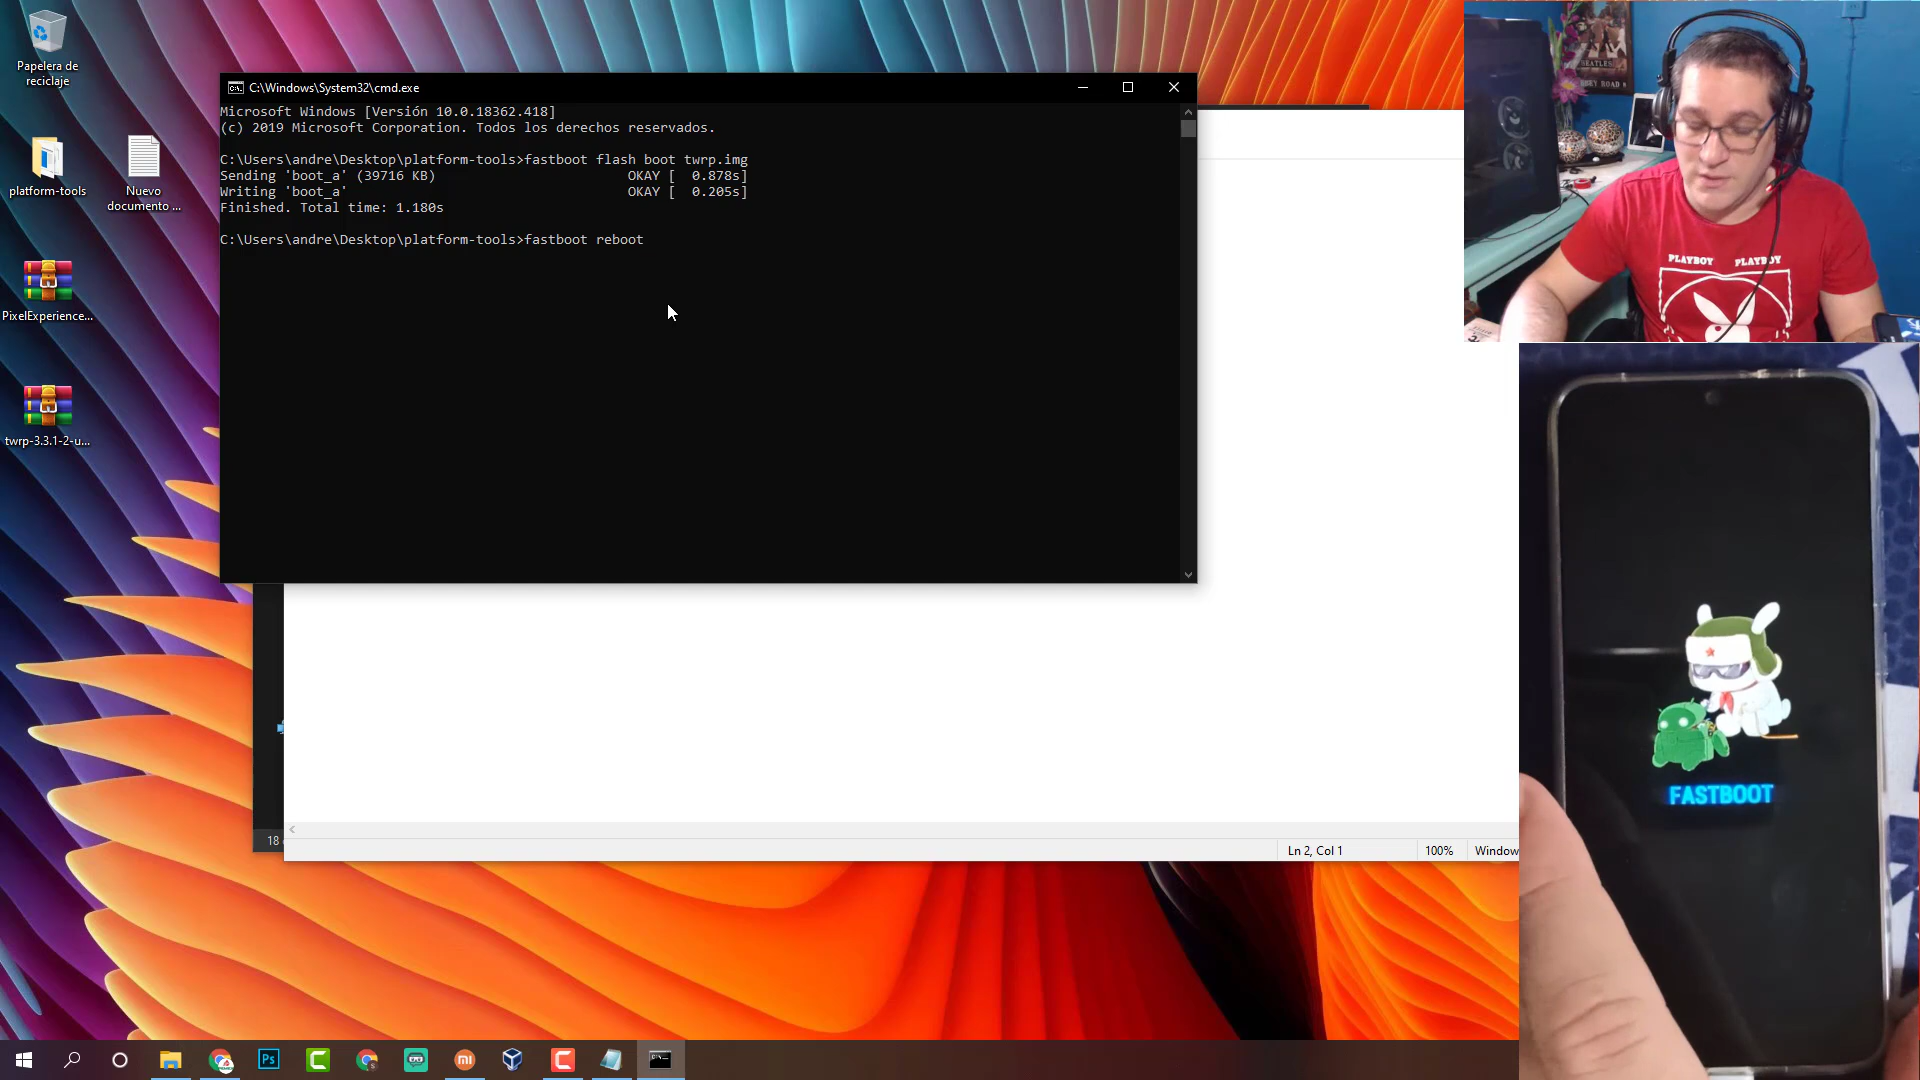 Papelera de
reciclaje
platform-tools
Nuevo
documento ...
PixelExperience...
twrp-3.3.1-2-u...
C:\Windows\System32\cmd.exe
Microsoft Windows [Versión 10.0.18362.418]
(c) 2019 Microsoft Corporation. Todos los derechos reservados.
C:\Users\andre\Desktop\platform-tools>fastboot flash boot twrp.img
Sending 'boot_a' (39716 KB) OKAY [ 0.878s]
Writing 'boot_a' OKAY [ 0.205s]
Finished. Total time: 1.180s
C:\Users\andre\Desktop\platform-tools>fastboot reboot
18
Ln 2, Col 1
100%
Window
Ps
BEATLES
PLAYBOY PLAYBOY
FASTBOOT